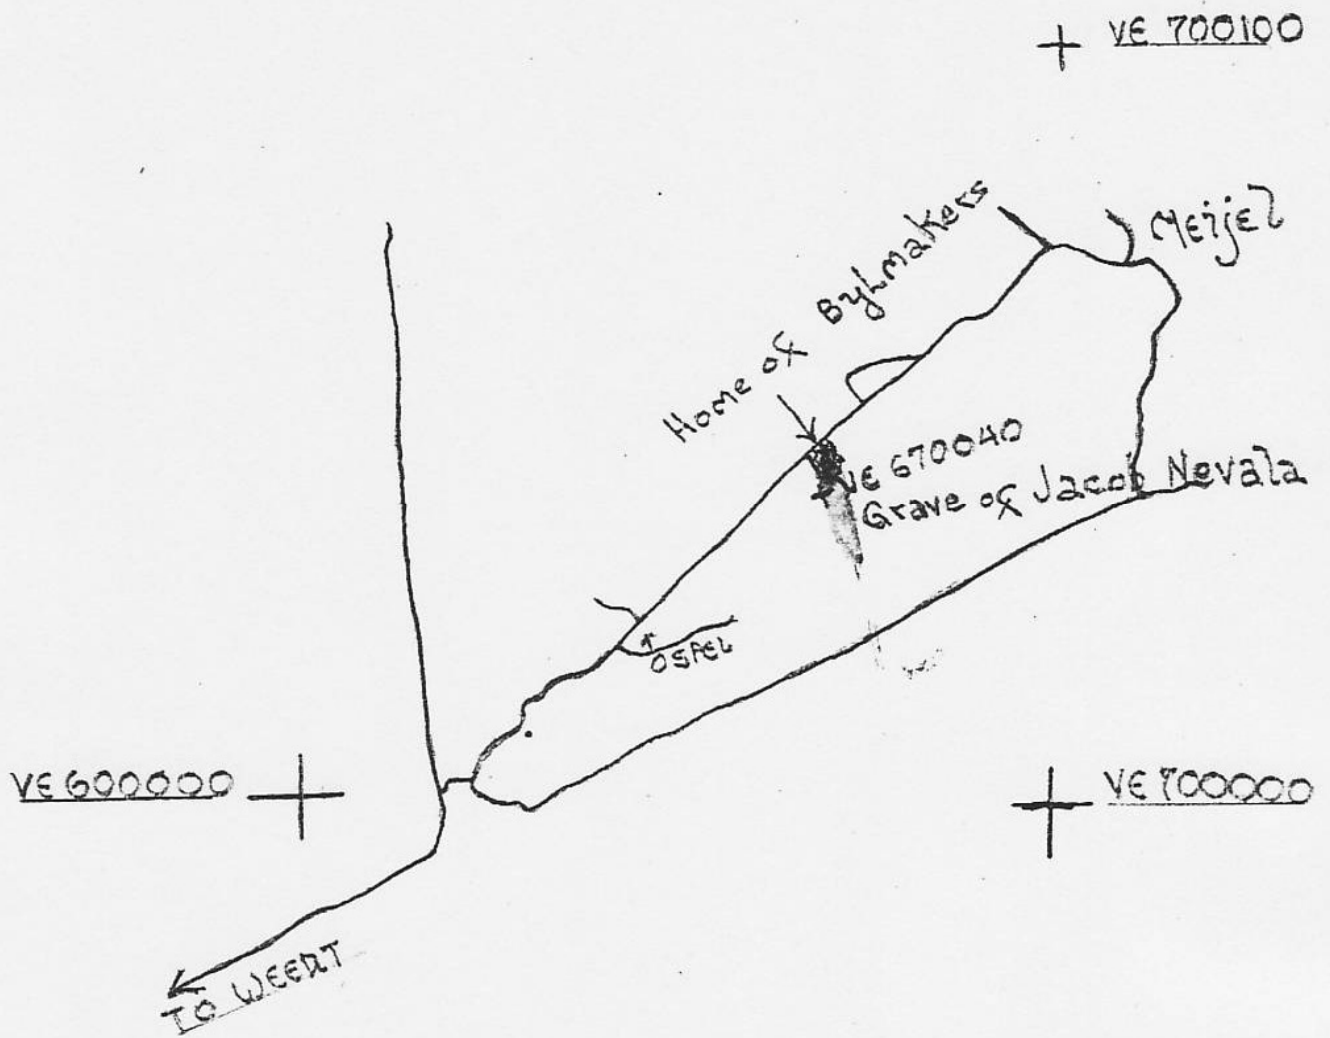 VE 700100
Meijel
Home of Bylmakers
VE 670040
Grave of Jacob Nevala
OSPEL
VE 600000
VE 700000
TO WEERT